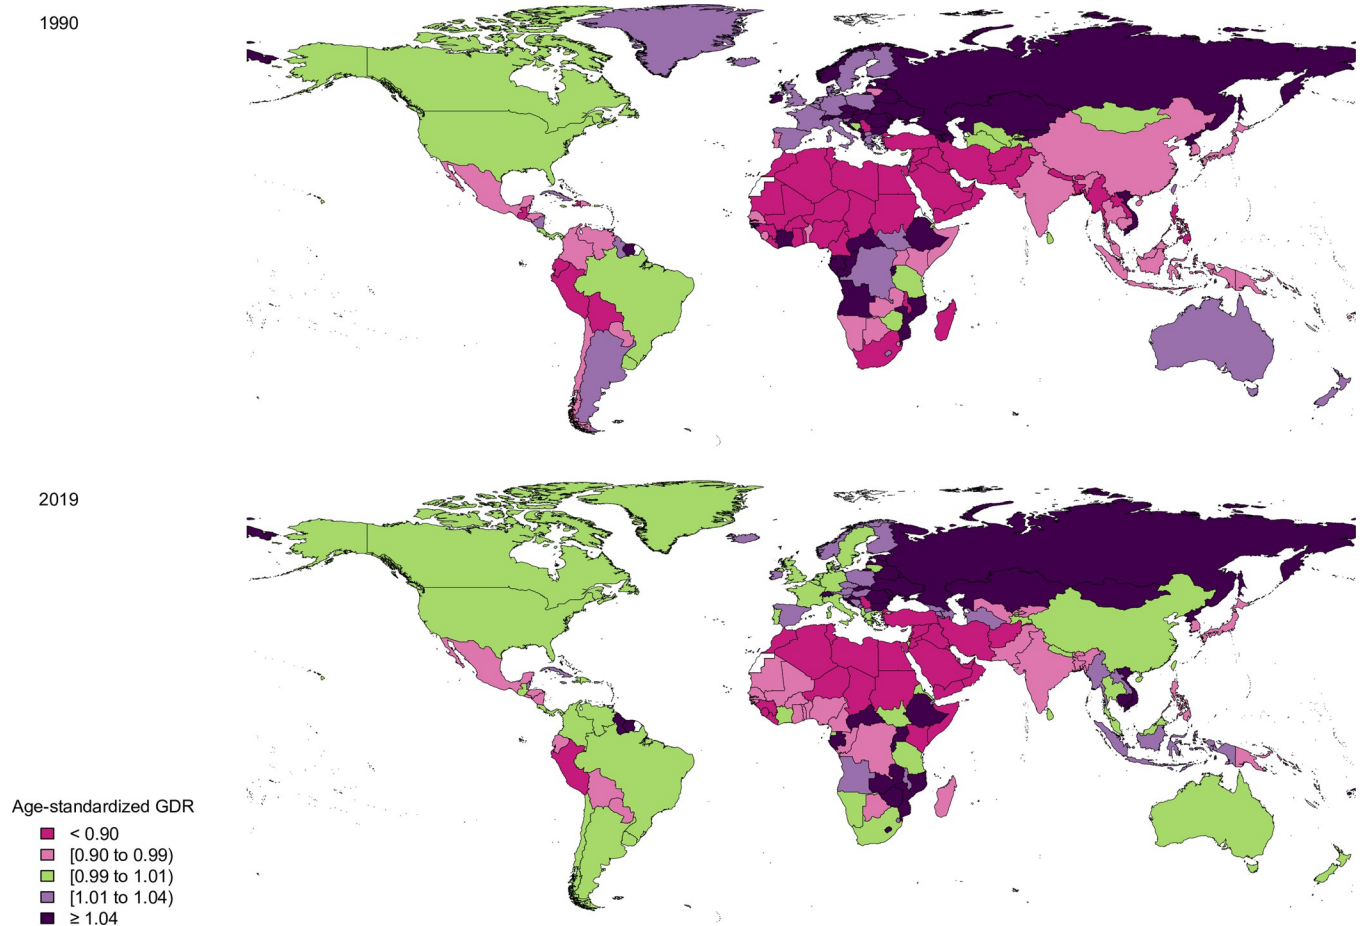 1990
2019
Age-standardized GDR
< 0.90
[0.90 to 0.99)
[0.99 to 1.01)
[1.01 to 1.04)
≥ 1.04